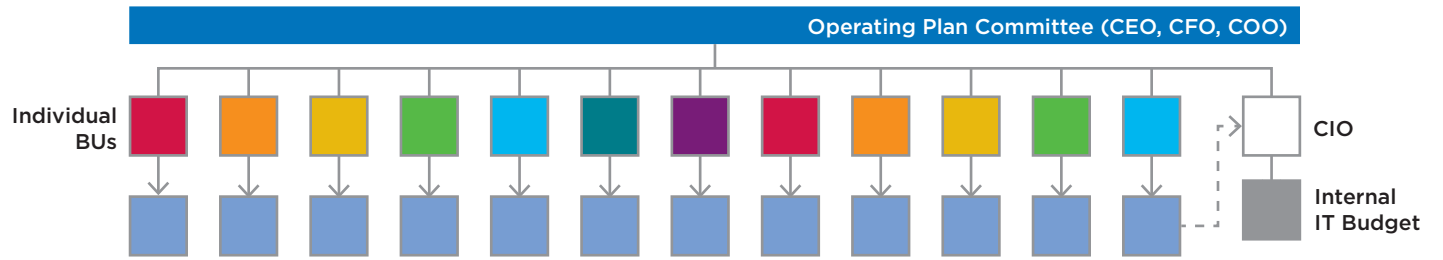 Operating Plan Committee (CEO, CFO, COO)
Individual
BUs
CIO
Internal
IT Budget